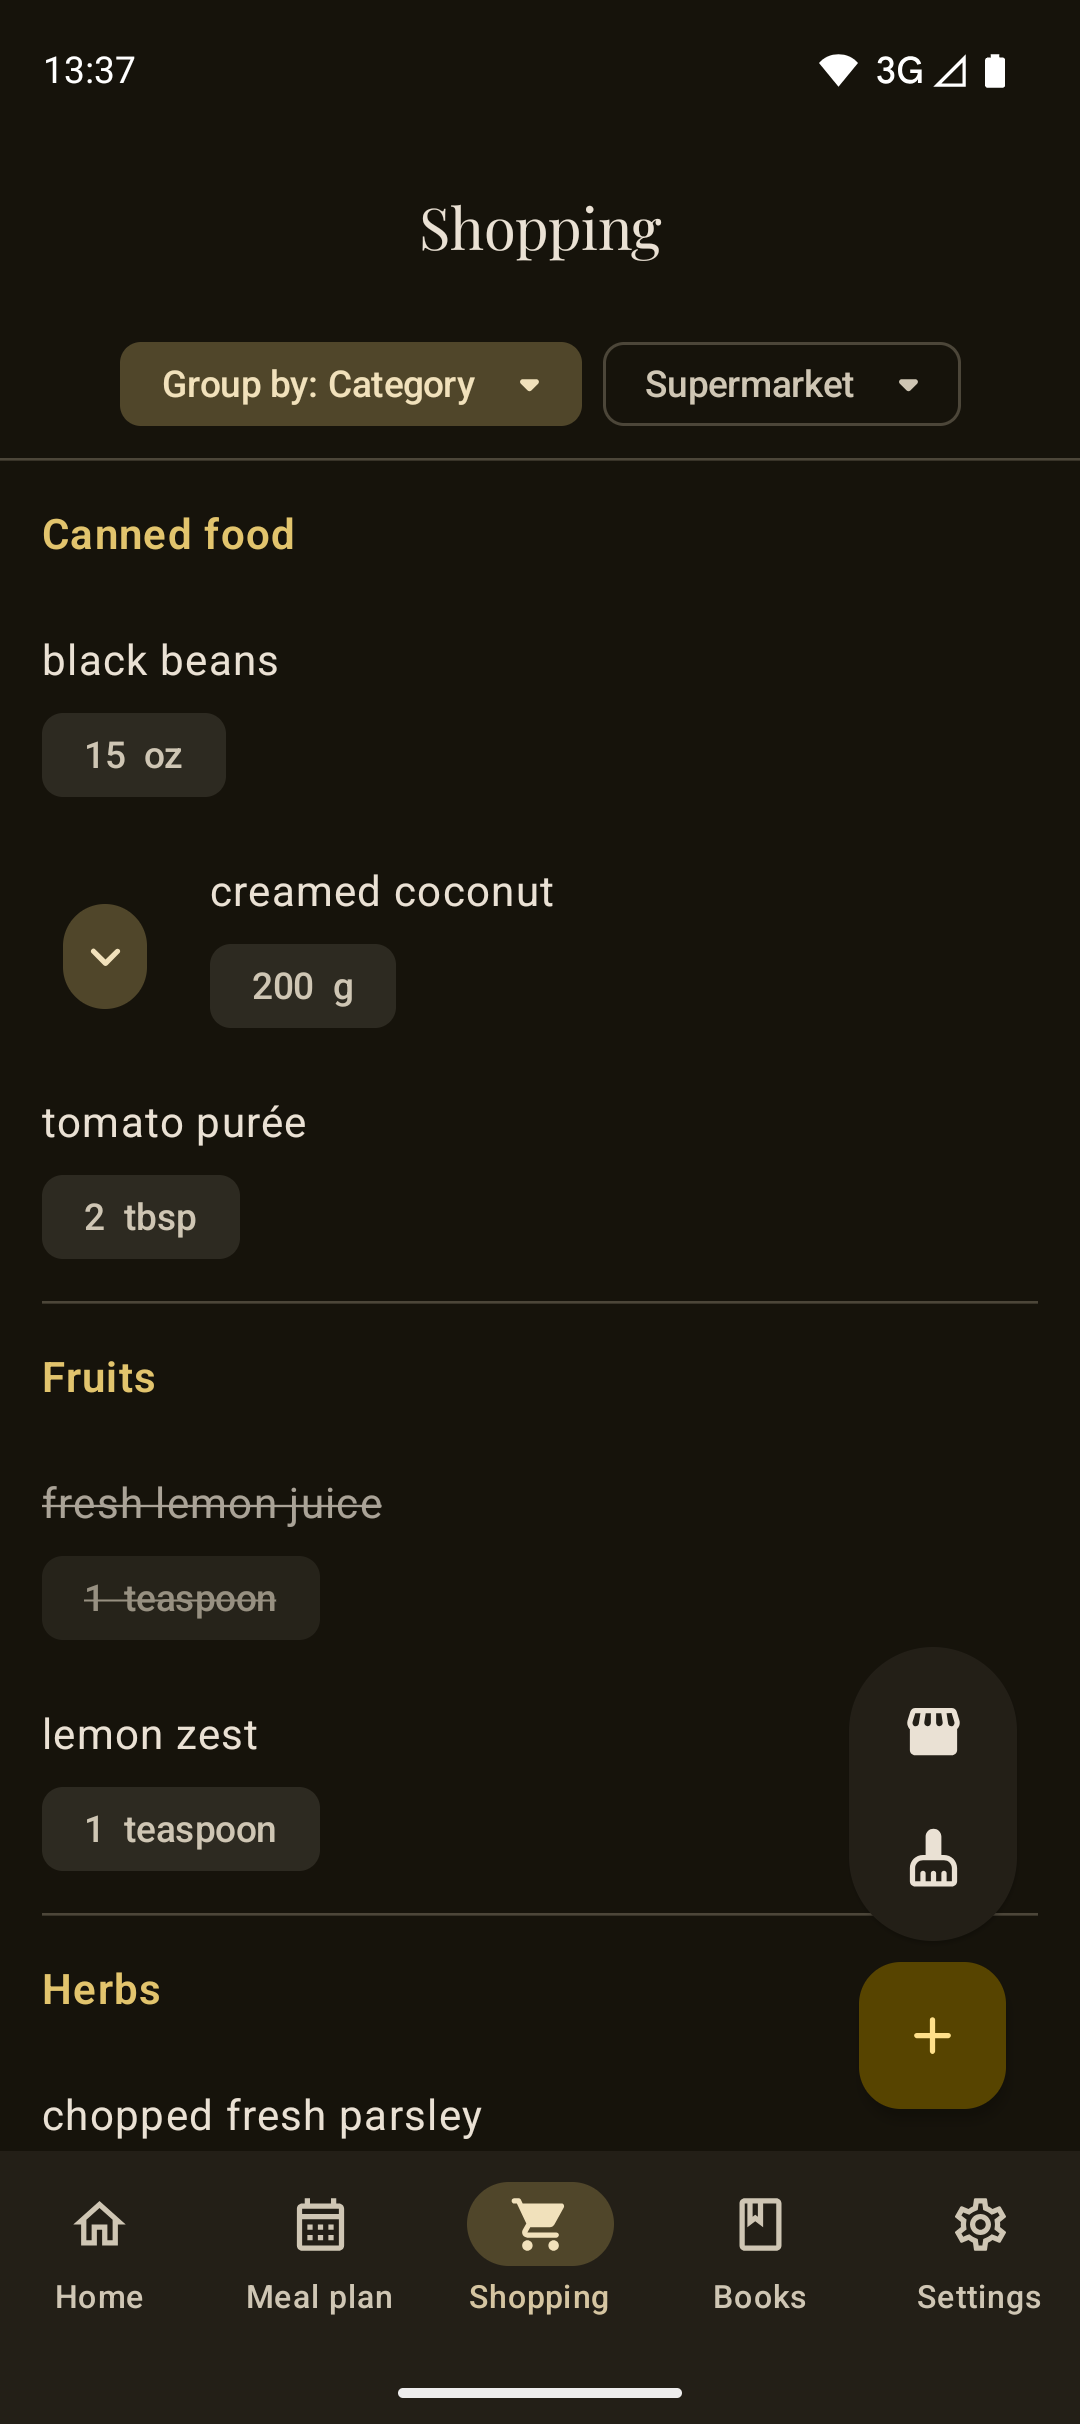 13:37
3G
Shopping
Group by: Category
Supermarket
Canned food
black beans
15 oz
creamed coconut
200 g
tomato purée
2 tbsp
Fruits
fresh lemon juice
1 teaspoon
lemon zest
1 teaspoon
Herbs
chopped fresh parsley
Home
Meal plan
Shopping
Books
Settings